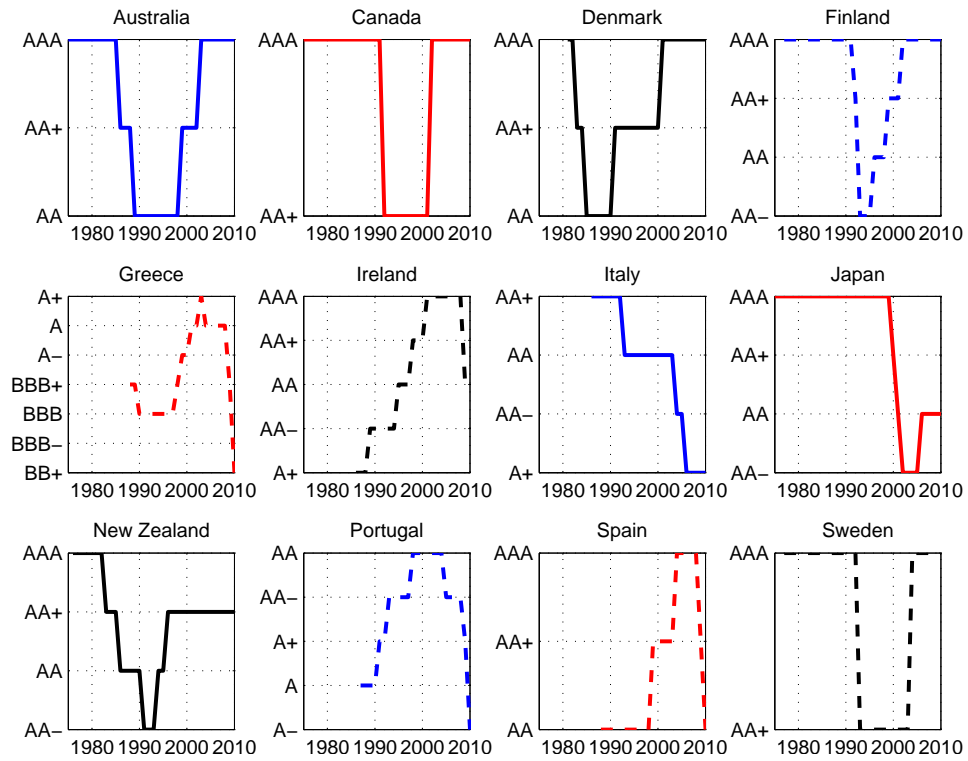 Australia
AAA
AA+
AA
1980 1990 2000 2010
Canada
AAA
AA+
1980 1990 2000 2010
Denmark
AAA
AA+
AA
1980 1990 2000 2010
Finland
AAA
AA+
AA
AA−
1980 1990 2000 2010
Greece
A+
A
A−
BBB+
BBB
BBB−
BB+
1980 1990 2000 2010
Ireland
AAA
AA+
AA
AA−
A+
1980 1990 2000 2010
Italy
AA+
AA
AA−
A+
1980 1990 2000 2010
Japan
AAA
AA+
AA
AA−
1980 1990 2000 2010
New Zealand
AAA
AA+
AA
AA−
1980 1990 2000 2010
Portugal
AA
AA−
A+
A
A−
1980 1990 2000 2010
Spain
AAA
AA+
AA
1980 1990 2000 2010
Sweden
AAA
AA+
1980 1990 2000 2010